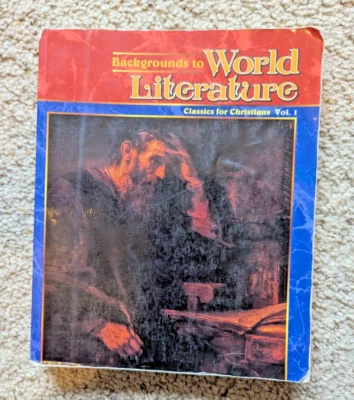 Backgrounds to World
Literature
Classics for Christians Vol. 1